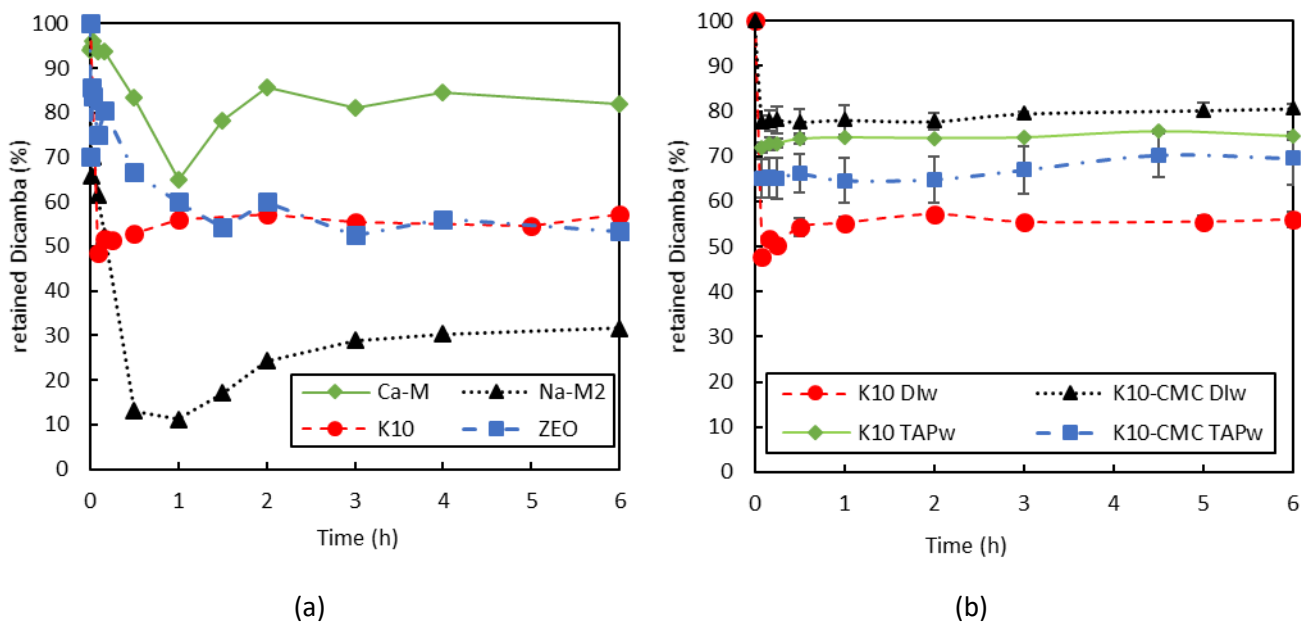 retained Dicamba (%)
100
90
80
70
60
50
40
30
20
10
0
0 1 2 3 4 5 6
Time (h)
Ca-M Na-M2
K10 ZEO
(a)
retained Dicamba (%)
100
90
80
70
60
50
40
30
20
10
0
0 1 2 3 4 5 6
Time (h)
K10 DIw K10-CMC DIw
K10 TAPw K10-CMC TAPw
(b)